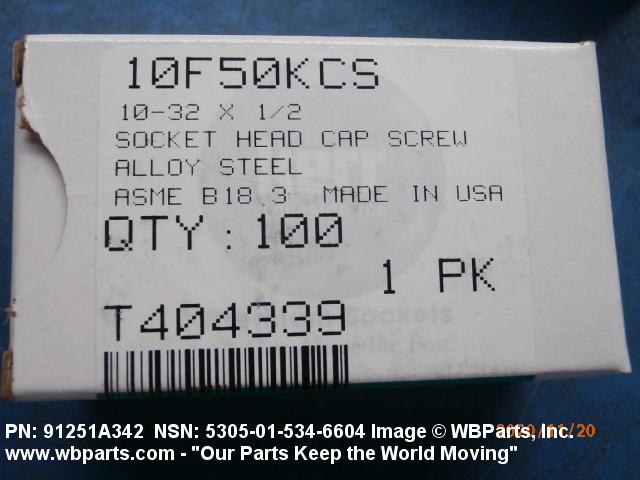 10F50KCS
10-32 X 1/2
SOCKET HEAD CAP SCREW
ALLOY STEEL
ASME B18.3 MADE IN USA
QTY: 100
1 PK
T404339
Sockets
PN: 91251A342 NSN: 5305-01-534-6604 Image © WBParts, Inc.
www.wbparts.com - "Our Parts Keep the World Moving"